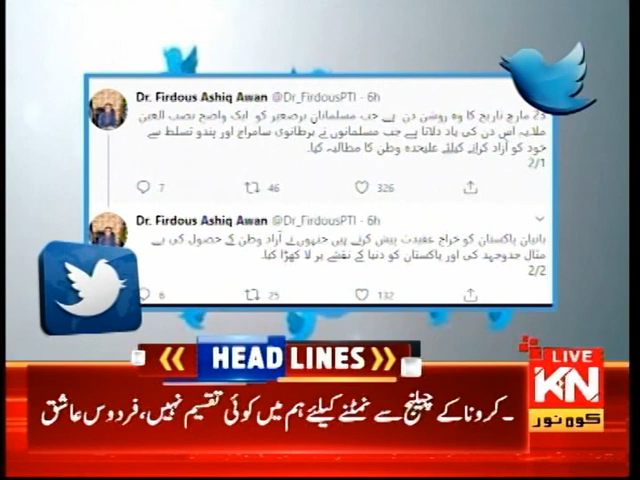 Dr. Firdous Ashiq Awan @Dr_FirdousPTI · 6h
23 مارچ تاریخ کا وہ روشن دن ہے جب مسلمانان برصغیر کو ایک واضح نصب العین
ملا۔یہ اس دن کی یاد دلاتا ہے جب مسلمانوں نے برطانوی سامراج اور ہندو تسلط سے
خود کو آزاد کرانے کیلئے علیحدہ وطن کا مطالبہ کیا۔
2/1
7 46 326
Dr. Firdous Ashiq Awan @Dr_FirdousPTI · 6h
بانیان پاکستان کو خراج عقیدت پیش کرتے ہیں جنہوں نے آزاد وطن کے حصول کی بے
مثال جدوجہد کی اور پاکستان کو دنیا کے نقشے پر لا کھڑا کیا۔
2/2
6 25 132
HEAD LINES
LIVE
KN
کوہ نور
۔کرونا کے چیلنج سے نمٹنے کیلئے ہم میں کوئی تقسیم نہیں، فردوس عاشق